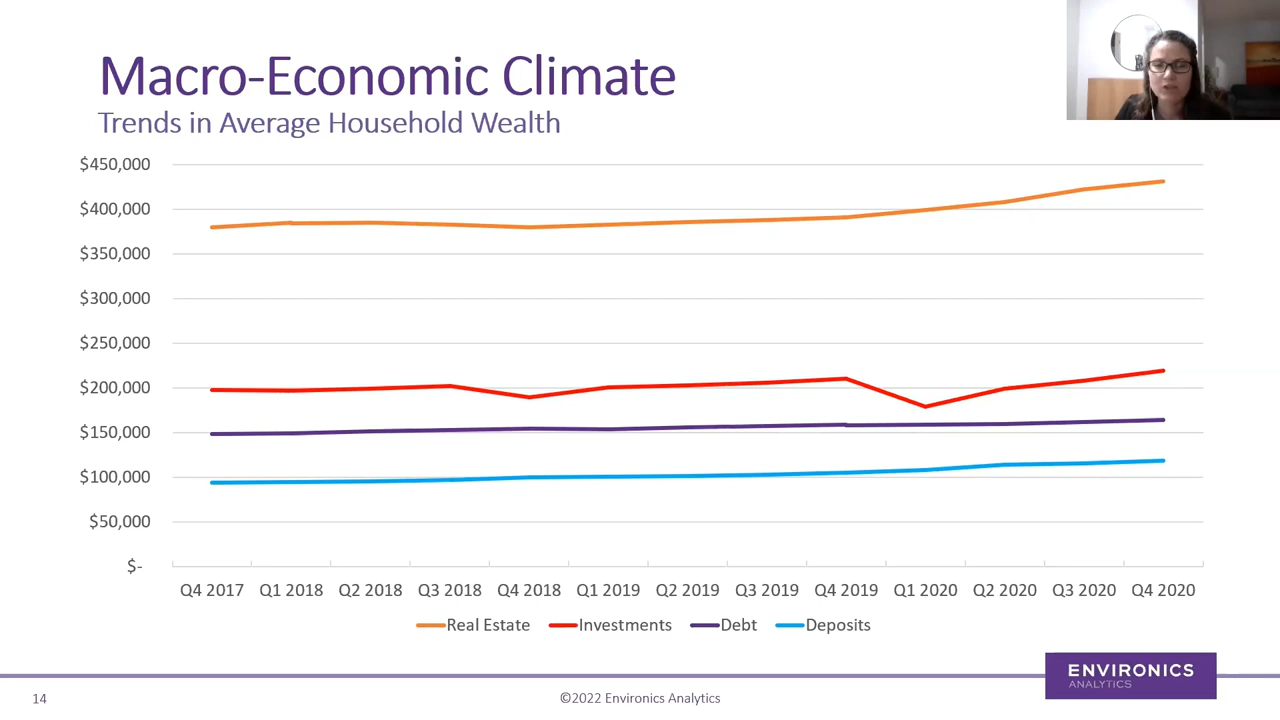 Macro-Economic Climate
Trends in Average Household Wealth
$450,000
$400,000
$350,000
$300,000
$250,000
$200,000
$150,000
$100,000
$50,000
$-
Q4 2017 Q1 2018 Q2 2018 Q3 2018 Q4 2018 Q1 2019 Q2 2019 Q3 2019 Q4 2019 Q1 2020 Q2 2020 Q3 2020 Q4 2020
Real Estate Investments Debt Deposits
ENVIRONICS
ANALYTICS
14
©2022 Environics Analytics